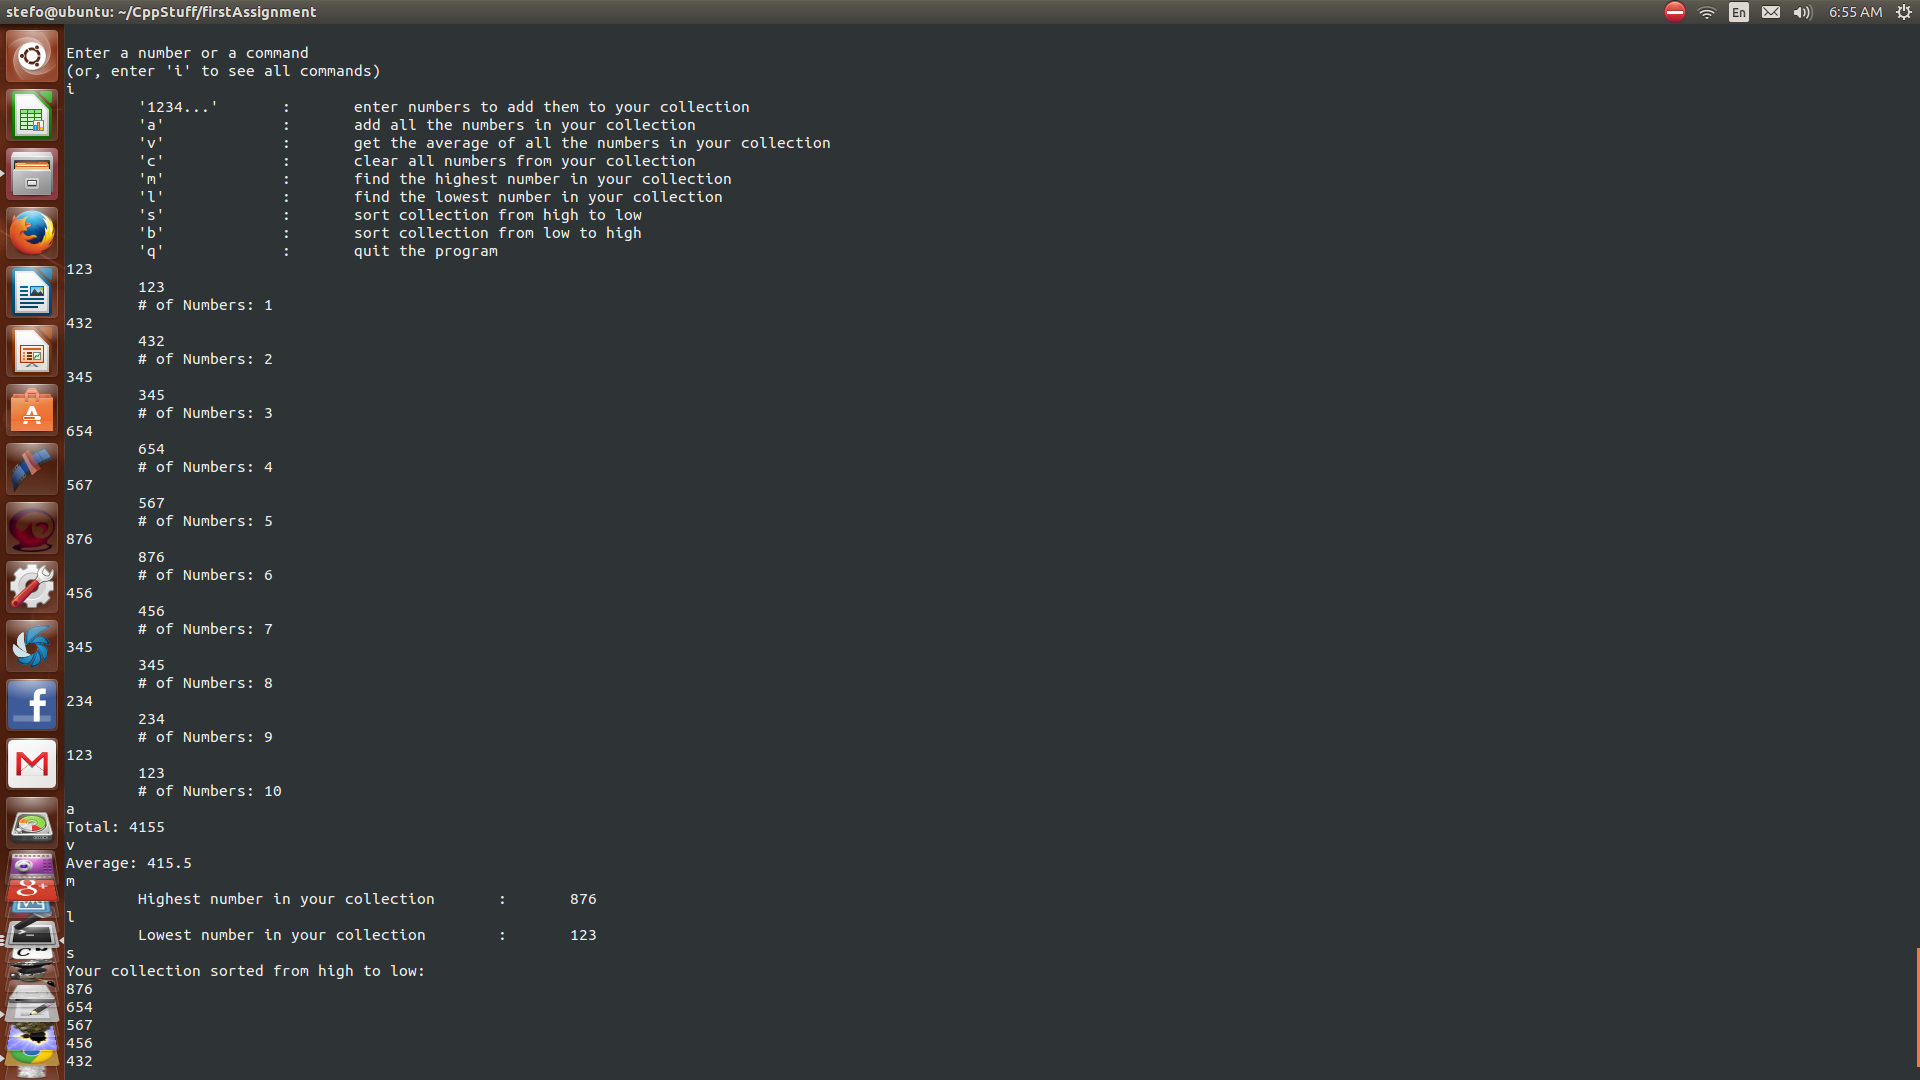 stefo@ubuntu: ~/CppStuff/firstAssignment
En
6:55 AM
Enter a number or a command
(or, enter 'i' to see all commands)
i
'1234...' : enter numbers to add them to your collection
'a' : add all the numbers in your collection
'v' : get the average of all the numbers in your collection
'c' : clear all numbers from your collection
'm' : find the highest number in your collection
'l' : find the lowest number in your collection
's' : sort collection from high to low
'b' : sort collection from low to high
'q' : quit the program
123
123
# of Numbers: 1
432
432
# of Numbers: 2
345
345
# of Numbers: 3
654
654
# of Numbers: 4
567
567
# of Numbers: 5
876
876
# of Numbers: 6
456
456
# of Numbers: 7
345
345
# of Numbers: 8
234
234
# of Numbers: 9
123
123
# of Numbers: 10
a
Total: 4155
v
Average: 415.5
m
Highest number in your collection : 876
l
Lowest number in your collection : 123
s
Your collection sorted from high to low:
876
654
567
456
432